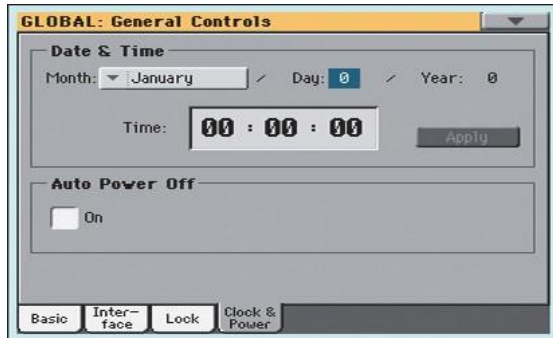 GLOBAL: General Controls
Date & Time
Month: January / Day: 0 / Year: 0
Time: 00 : 00 : 00
Apply
Auto Power Off
On
Basic Inter-face Lock Clock & Power